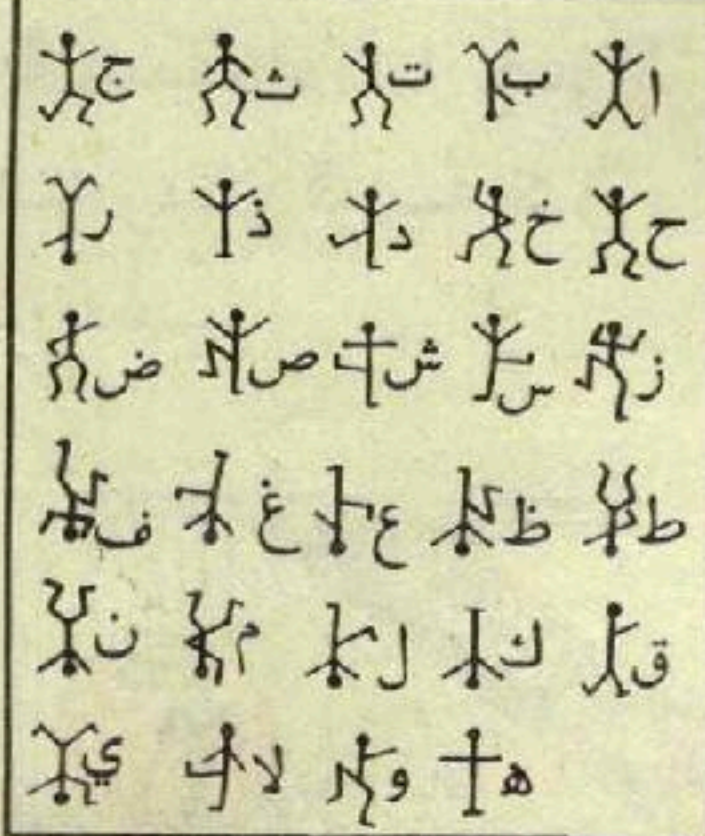 ا ب ت ث ج
ح خ د ذ ر
ز س ش ص ض
ط ظ ع غ ف
ق ك ل م ن
ه و لا ي